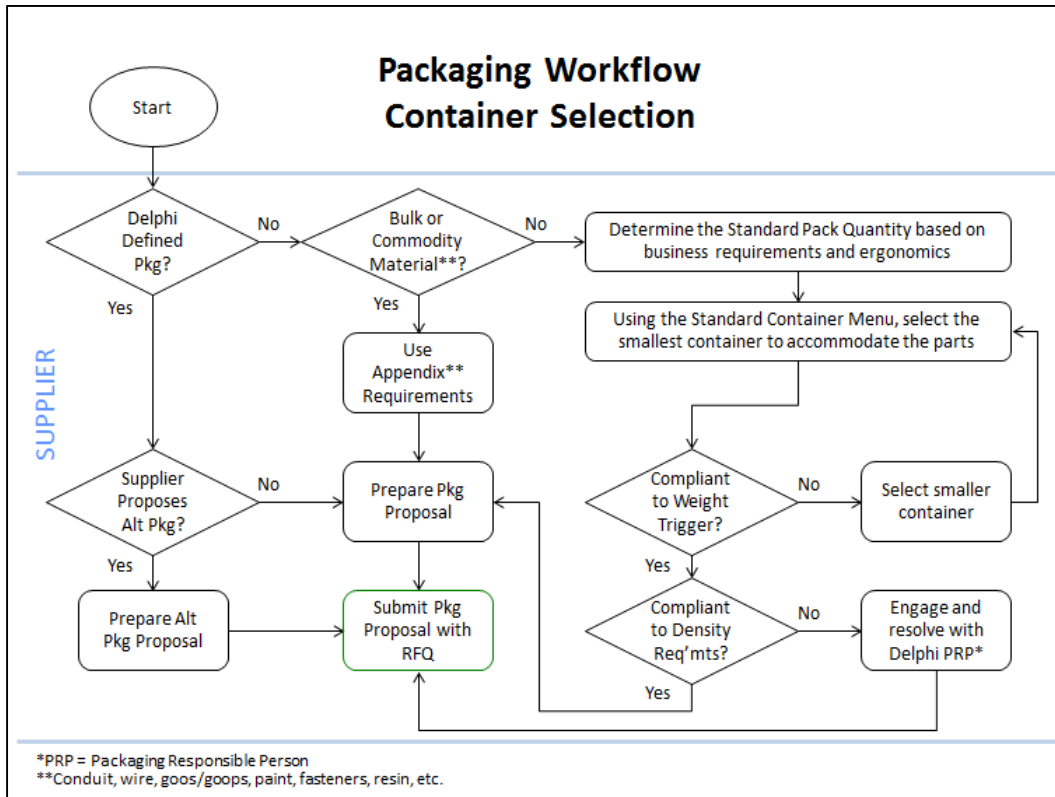 Packaging Workflow
Container Selection
Start
Delphi
Defined
Pkg?
No
Bulk or
Commodity
Material**?
No
Determine the Standard Pack Quantity based on
business requirements and ergonomics
Yes
Yes
Using the Standard Container Menu, select the
smallest container to accommodate the parts
Use
Appendix**
Requirements
SUPPLIER
Supplier
Proposes
Alt Pkg?
No
Prepare Pkg
Proposal
Compliant
to Weight
Trigger?
No
Select smaller
container
Yes
Yes
Prepare Alt
Pkg Proposal
Submit Pkg
Proposal with
RFQ
Compliant
to Density
Req'mts?
No
Engage and
resolve with
Delphi PRP*
Yes
*PRP = Packaging Responsible Person
**Conduit, wire, goos/goops, paint, fasteners, resin, etc.